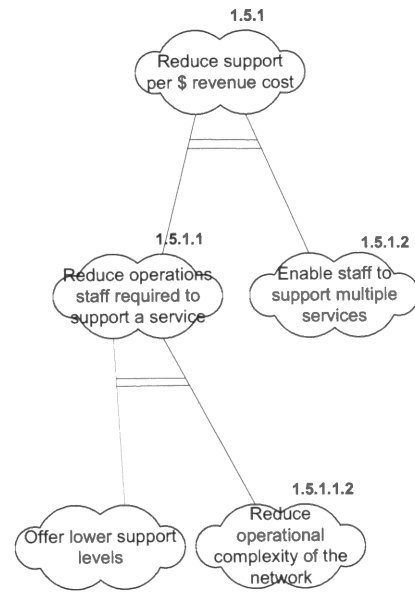 1.5.1
Reduce support
per $ revenue cost
1.5.1.1
Reduce operations
staff required to
support a service
1.5.1.2
Enable staff to
support multiple
services
Offer lower support
levels
1.5.1.1.2
Reduce
operational
complexity of the
network